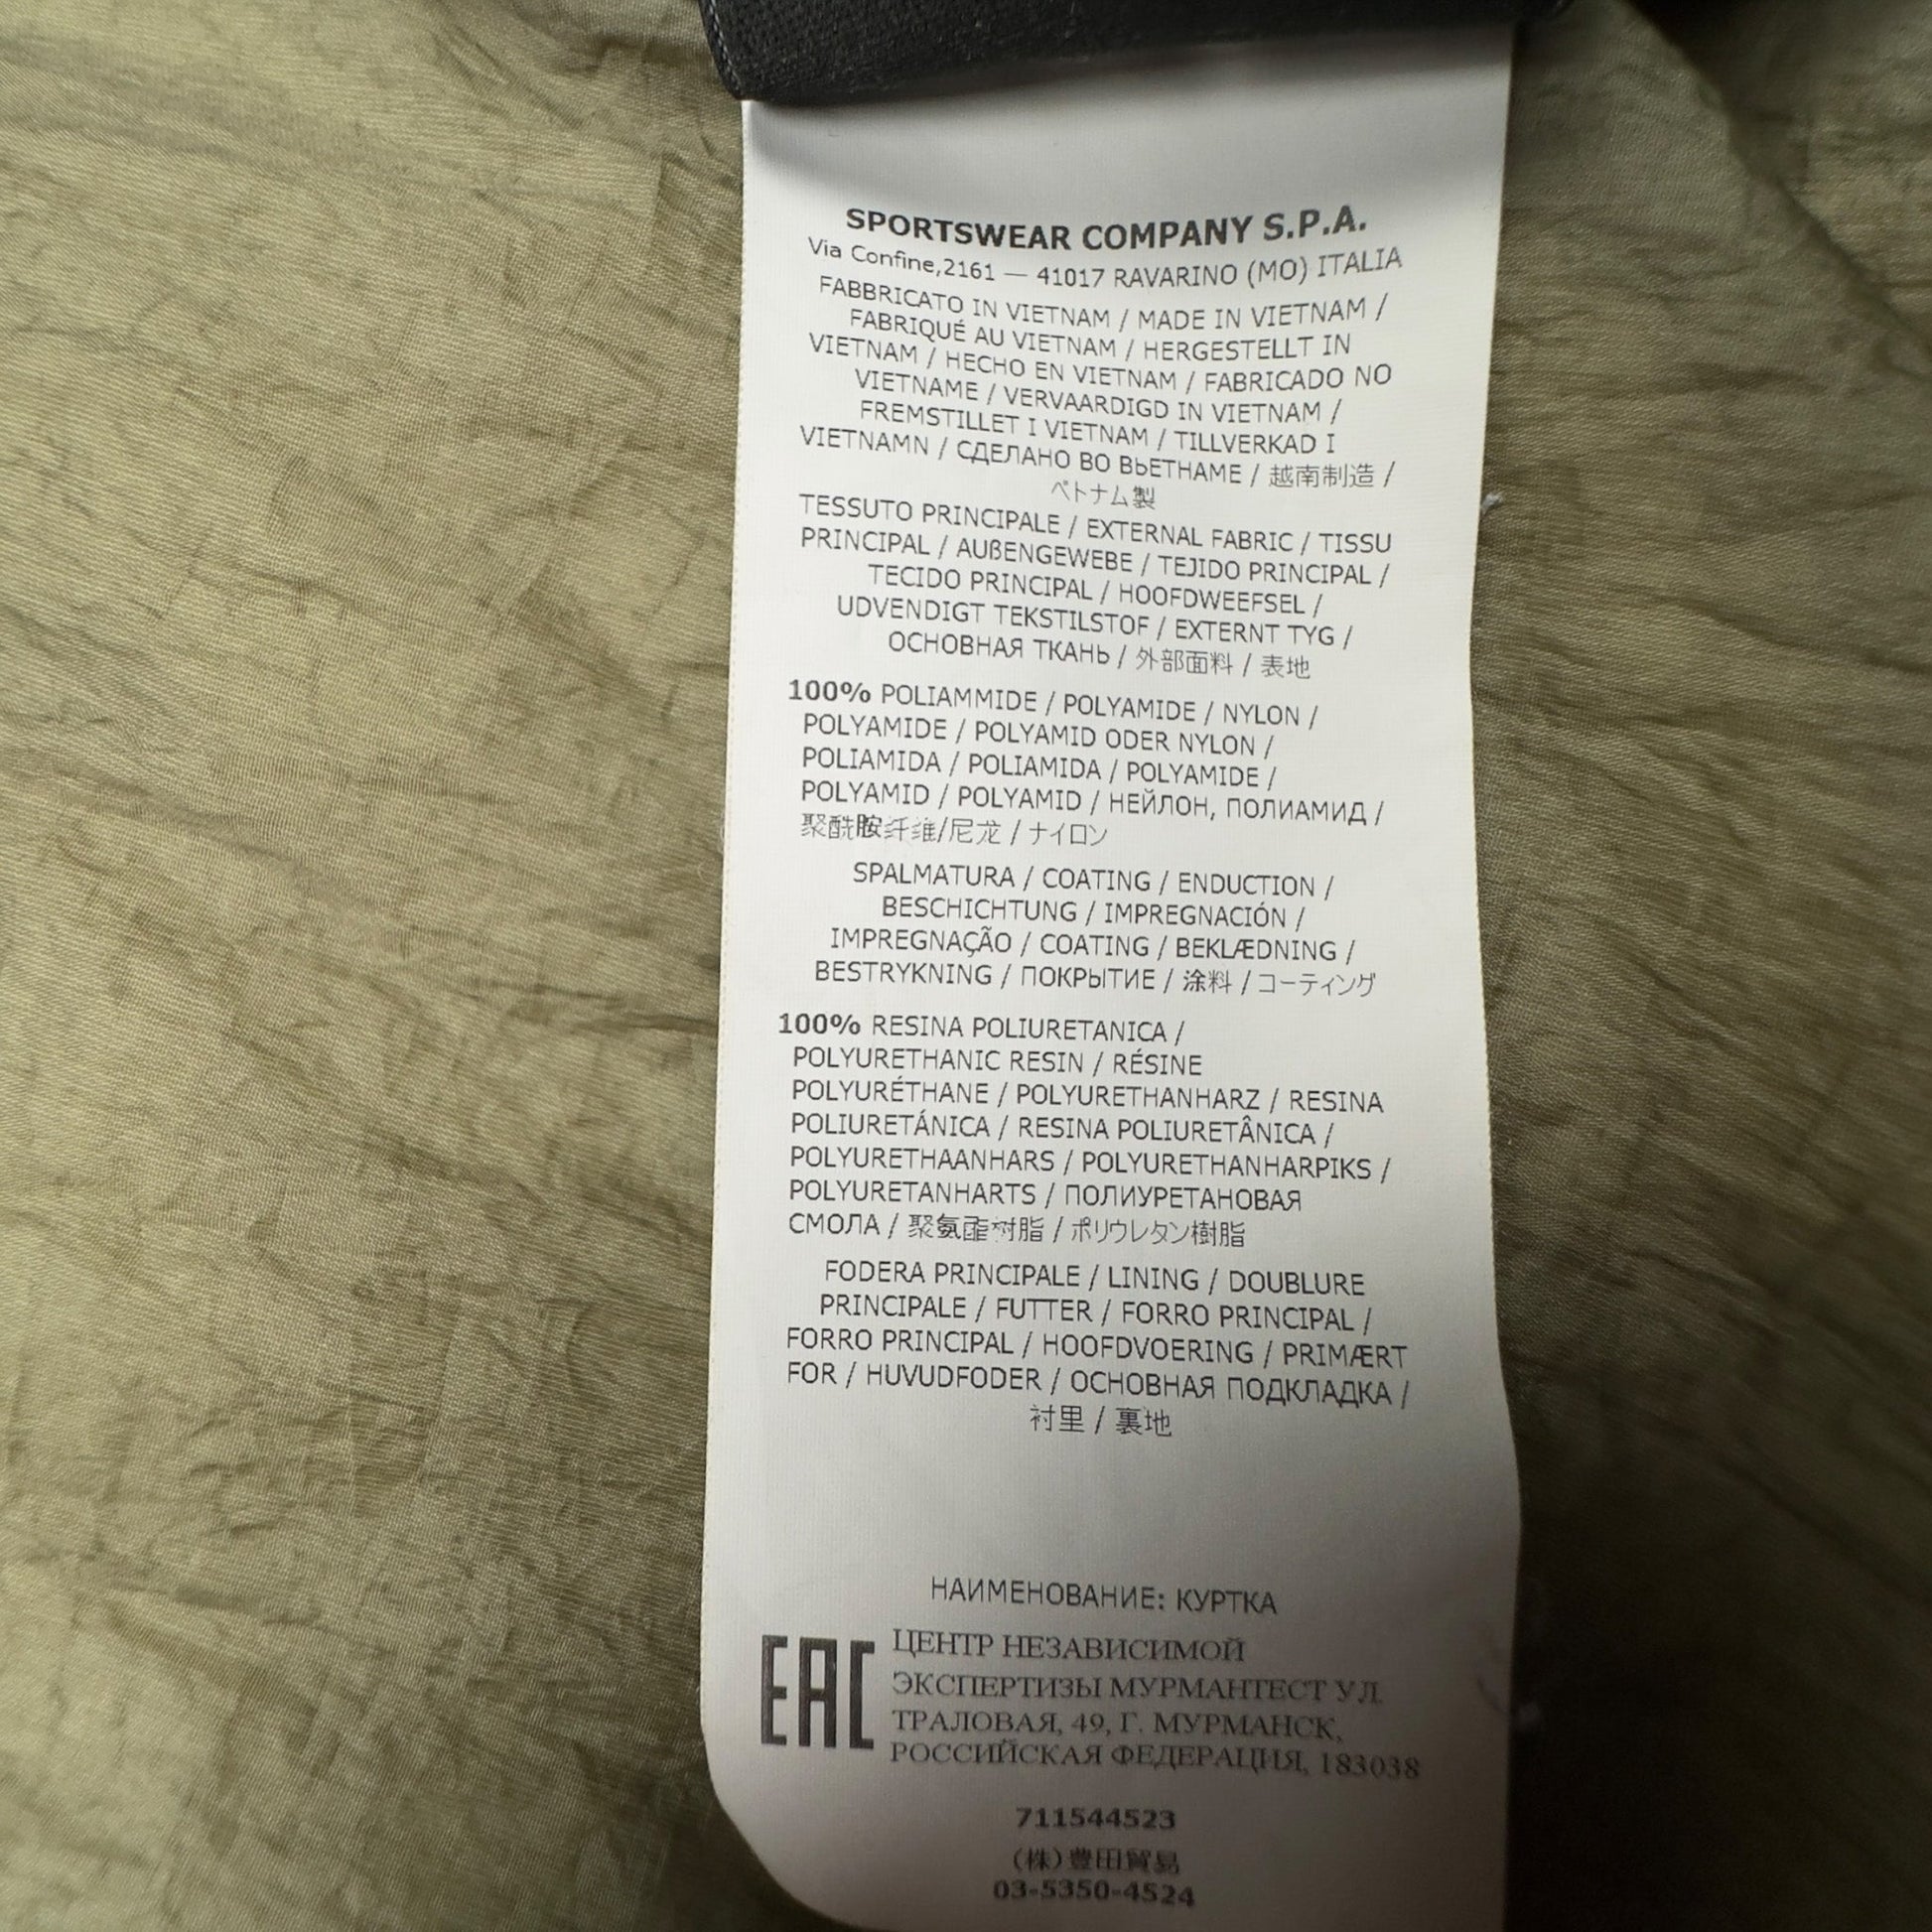 SPORTSWEAR COMPANY S.P.A.
Via Confine,2161 — 41017 RAVARINO (MO) ITALIA
FABBRICATO IN VIETNAM / MADE IN VIETNAM /
FABRIQUÉ AU VIETNAM / HERGESTELLT IN
VIETNAM / HECHO EN VIETNAM / FABRICADO NO
VIETNAME / VERVAARDIGD IN VIETNAM /
FREMSTILLET I VIETNAM / TILLVERKAD I
VIETNAMN / СДЕЛАНО ВО ВЬЕТНАМЕ / 越南制造 /
ベトナム製
TESSUTO PRINCIPALE / EXTERNAL FABRIC / TISSU
PRINCIPAL / AUßENGEWEBE / TEJIDO PRINCIPAL /
TECIDO PRINCIPAL / HOOFDWEEFSEL /
UDVENDIGT TEKSTILSTOF / EXTERNT TYG /
ОСНОВНАЯ ТКАНЬ / 外部面料 / 表地
100% POLIAMMIDE / POLYAMIDE / NYLON /
POLYAMIDE / POLYAMID ODER NYLON /
POLIAMIDA / POLIAMIDA / POLYAMIDE /
POLYAMID / POLYAMID / НЕЙЛОН, ПОЛИАМИД /
聚酰胺纤维/尼龙 / ナイロン
SPALMATURA / COATING / ENDUCTION /
BESCHICHTUNG / IMPREGNACIÓN /
IMPREGNAÇÃO / COATING / BEKLÆDNING /
BESTRYKNING / ПОКРЫТИЕ / 涂料 / コーティング
100% RESINA POLIURETANICA /
POLYURETHANIC RESIN / RÉSINE
POLYURÉTHANE / POLYURETHANHARZ / RESINA
POLIURETÁNICA / RESINA POLIURETÂNICA /
POLYURETHAANHARS / POLYURETHANHARPIKS /
POLYURETANHARTS / ПОЛИУРЕТАНОВАЯ
СМОЛА / 聚氨酯树脂 / ポリウレタン樹脂
FODERA PRINCIPALE / LINING / DOUBLURE
PRINCIPALE / FUTTER / FORRO PRINCIPAL /
FORRO PRINCIPAL / HOOFDVOERING / PRIMÆRT
FOR / HUVUDFODER / ОСНОВНАЯ ПОДКЛАДКА /
衬里 / 裏地
НАИМЕНОВАНИЕ: КУРТКА
EAC
ЦЕНТР НЕЗАВИСИМОЙ
ЭКСПЕРТИЗЫ МУРМАНТЕСТ УЛ.
ТРАЛОВАЯ, 49, Г. МУРМАНСК,
РОССИЙСКАЯ ФЕДЕРАЦИЯ, 183038
711544523
(株)豊田貿易
03-5350-4524